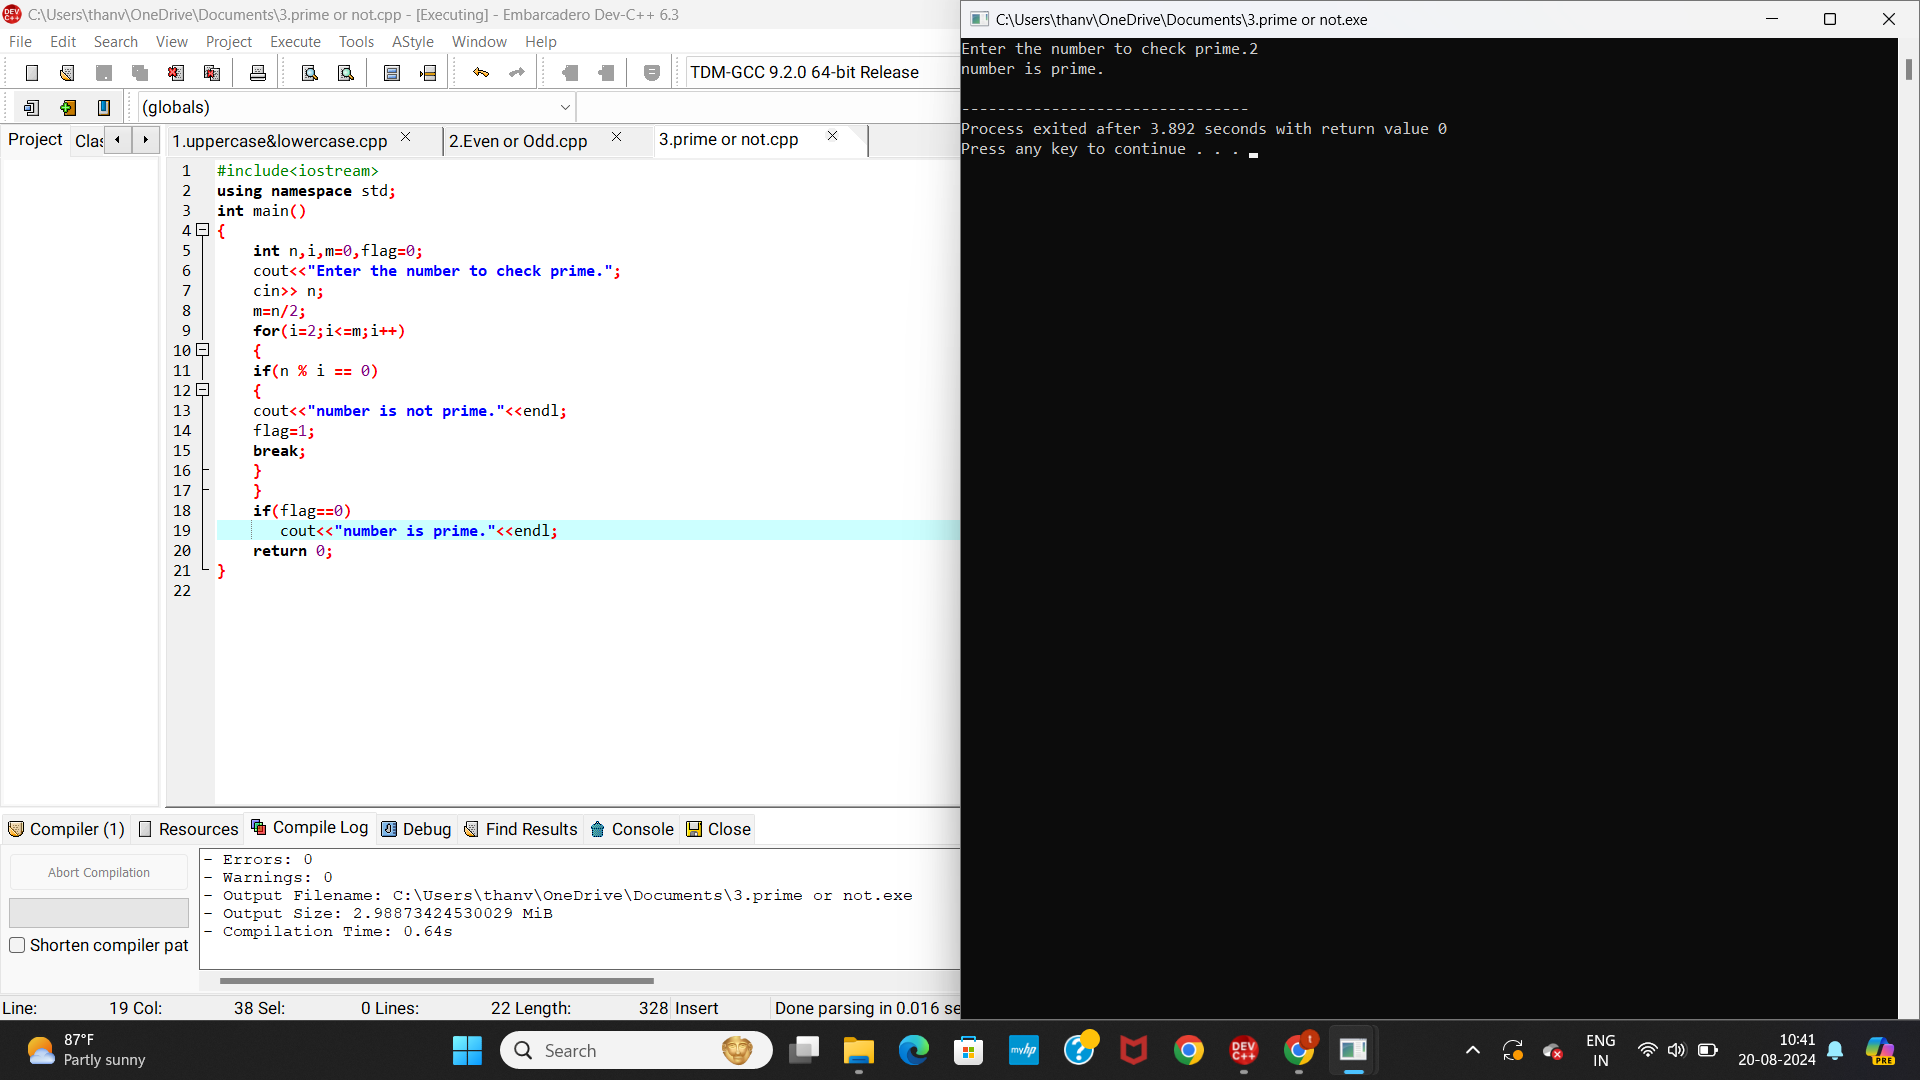 C:\Users\thanv\OneDrive\Documents\3.prime or not.cpp - [Executing] - Embarcadero Dev-C++ 6.3
File Edit Search View Project Execute Tools AStyle Window Help
TDM-GCC 9.2.0 64-bit Release
(globals)
Project Clas
1.uppercase&lowercase.cpp 2.Even or Odd.cpp 3.prime or not.cpp
1 #include<iostream>
2 using namespace std;
3 int main()
4 {
5 int n,i,m=0,flag=0;
6 cout<<"Enter the number to check prime.";
7 cin>> n;
8 m=n/2;
9 for(i=2;i<=m;i++)
10 {
11 if(n % i == 0)
12 {
13 cout<<"number is not prime."<<endl;
14 flag=1;
15 break;
16 }
17 }
18 if(flag==0)
19 cout<<"number is prime."<<endl;
20 return 0;
21 }
22
Compiler (1) Resources Compile Log Debug Find Results Console Close
Abort Compilation
Shorten compiler pat
- Errors: 0
- Warnings: 0
- Output Filename: C:\Users\thanv\OneDrive\Documents\3.prime or not.exe
- Output Size: 2.98873424530029 MiB
- Compilation Time: 0.64s
Line: 19 Col: 38 Sel: 0 Lines: 22 Length: 328 Insert Done parsing in 0.016 se
C:\Users\thanv\OneDrive\Documents\3.prime or not.exe
Enter the number to check prime.2
number is prime.
--------------------------------
Process exited after 3.892 seconds with return value 0
Press any key to continue . . .
87°F
Partly sunny
Search
myhp
DEV
C++
t
ENG
IN
10:41
20-08-2024
PRE